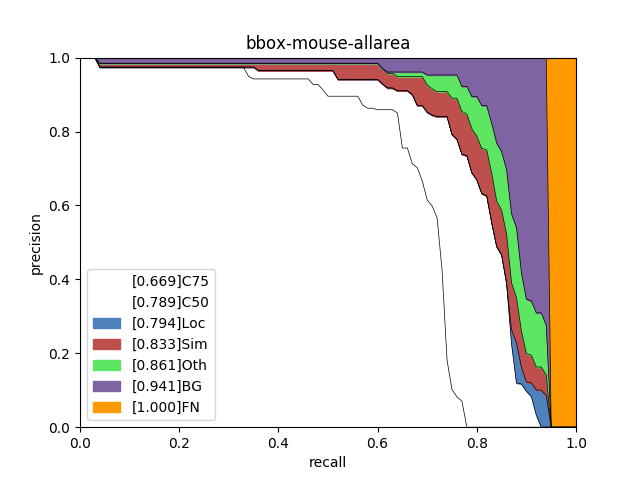 bbox-mouse-allarea
1.0
0.8
0.6
0.4
0.2
0.0
precision
[0.669]C75
[0.789]C50
[0.794]Loc
[0.833]Sim
[0.861]Oth
[0.941]BG
[1.000]FN
0.0 0.2 0.4 0.6 0.8 1.0
recall